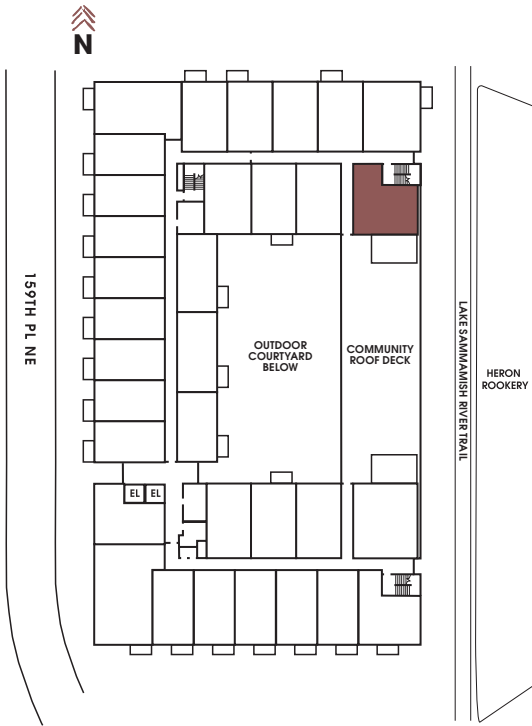 N
159TH PL NE
OUTDOOR
COURTYARD
BELOW
COMMUNITY
ROOF DECK
LAKE SAMMAMISH RIVER TRAIL
HERON
ROOKERY
EL EL